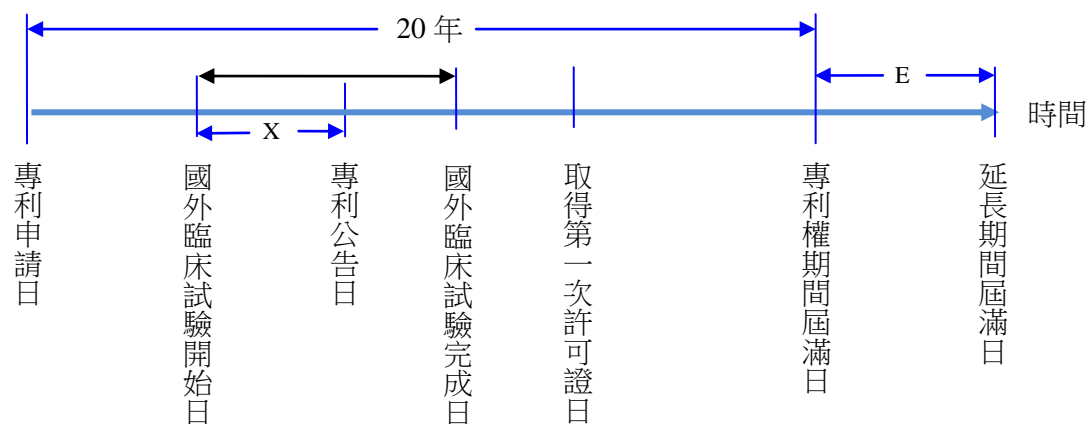 20 年
E
X
時間
專利申請日
國外臨床試驗開始日
專利公告日
國外臨床試驗完成日
取得第一次許可證日
專利權期間屆滿日
延長期間屆滿日